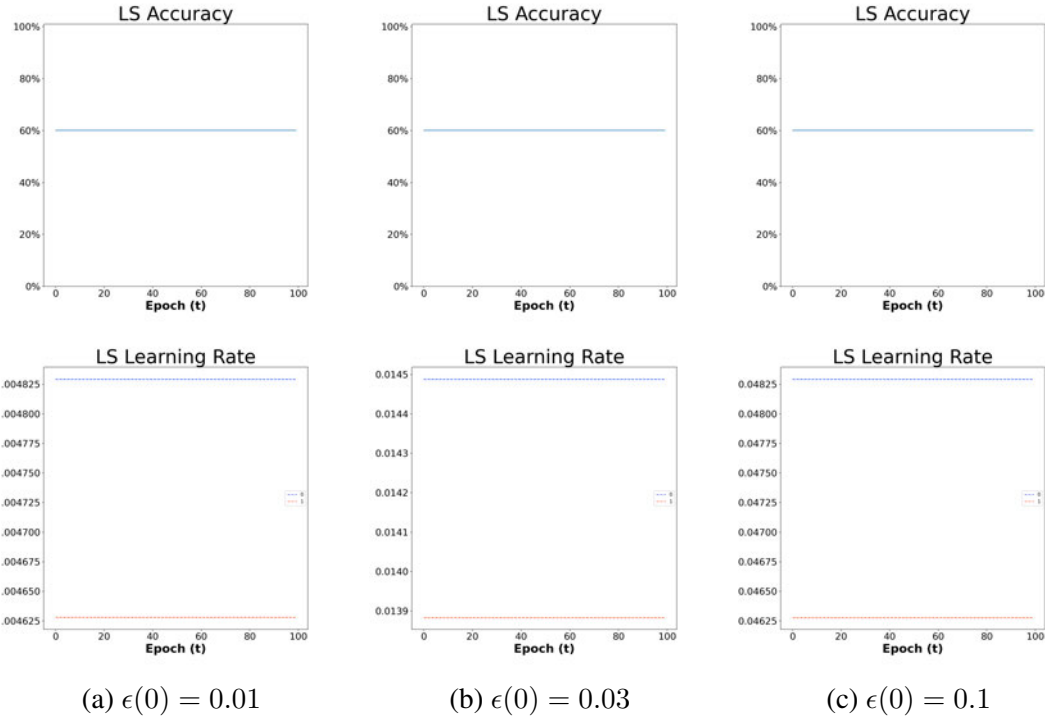 LS Accuracy LS Accuracy LS Accuracy
100% 100% 100%
80% 80% 80%
60% 60% 60%
40% 40% 40%
20% 20% 20%
0% 0% 0%
0 20 40 60 80 100 0 20 40 60 80 100 0 20 40 60 80 100
Epoch (t) Epoch (t) Epoch (t)
LS Learning Rate LS Learning Rate LS Learning Rate
.004825
.004800
.004775
.004750
.004725
.004700
.004675
.004650
.004625
0 20 40 60 80 100
Epoch (t)
0.0145
0.0144
0.0143
0.0142
0.0141
0.0140
0.0139
0 20 40 60 80 100
Epoch (t)
0.04825
0.04800
0.04775
0.04750
0.04725
0.04700
0.04675
0.04650
0.04625
0 20 40 60 80 100
Epoch (t)
(a) ϵ(0) = 0.01 (b) ϵ(0) = 0.03 (c) ϵ(0) = 0.1